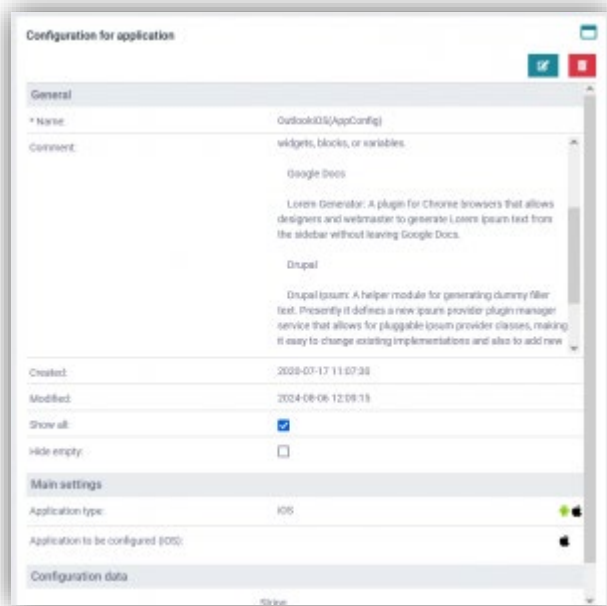 Configuration for application
General
* Name: OutlookiOS(AppConfig)
Comment: widgets, blocks, or variables.
Google Docs
Lorem Generator: A plugin for Chrome browsers that allows
designers and webmaster to generate Lorem Ipsum text from
the sidebar without leaving Google Docs.
Drupal
Drupal Ipsum: A helper module for generating dummy filler
text. Presently it defines a new ipsum provider plugin manager
service that allows for pluggable ipsum provider classes, making
it easy to change existing implementations and also to add new
Created: 2020-07-17 11:07:30
Modified: 2024-08-06 12:09:15
Show all:
Hide empty:
Main settings
Application type: iOS
Application to be configured (iOS):
Configuration data
String